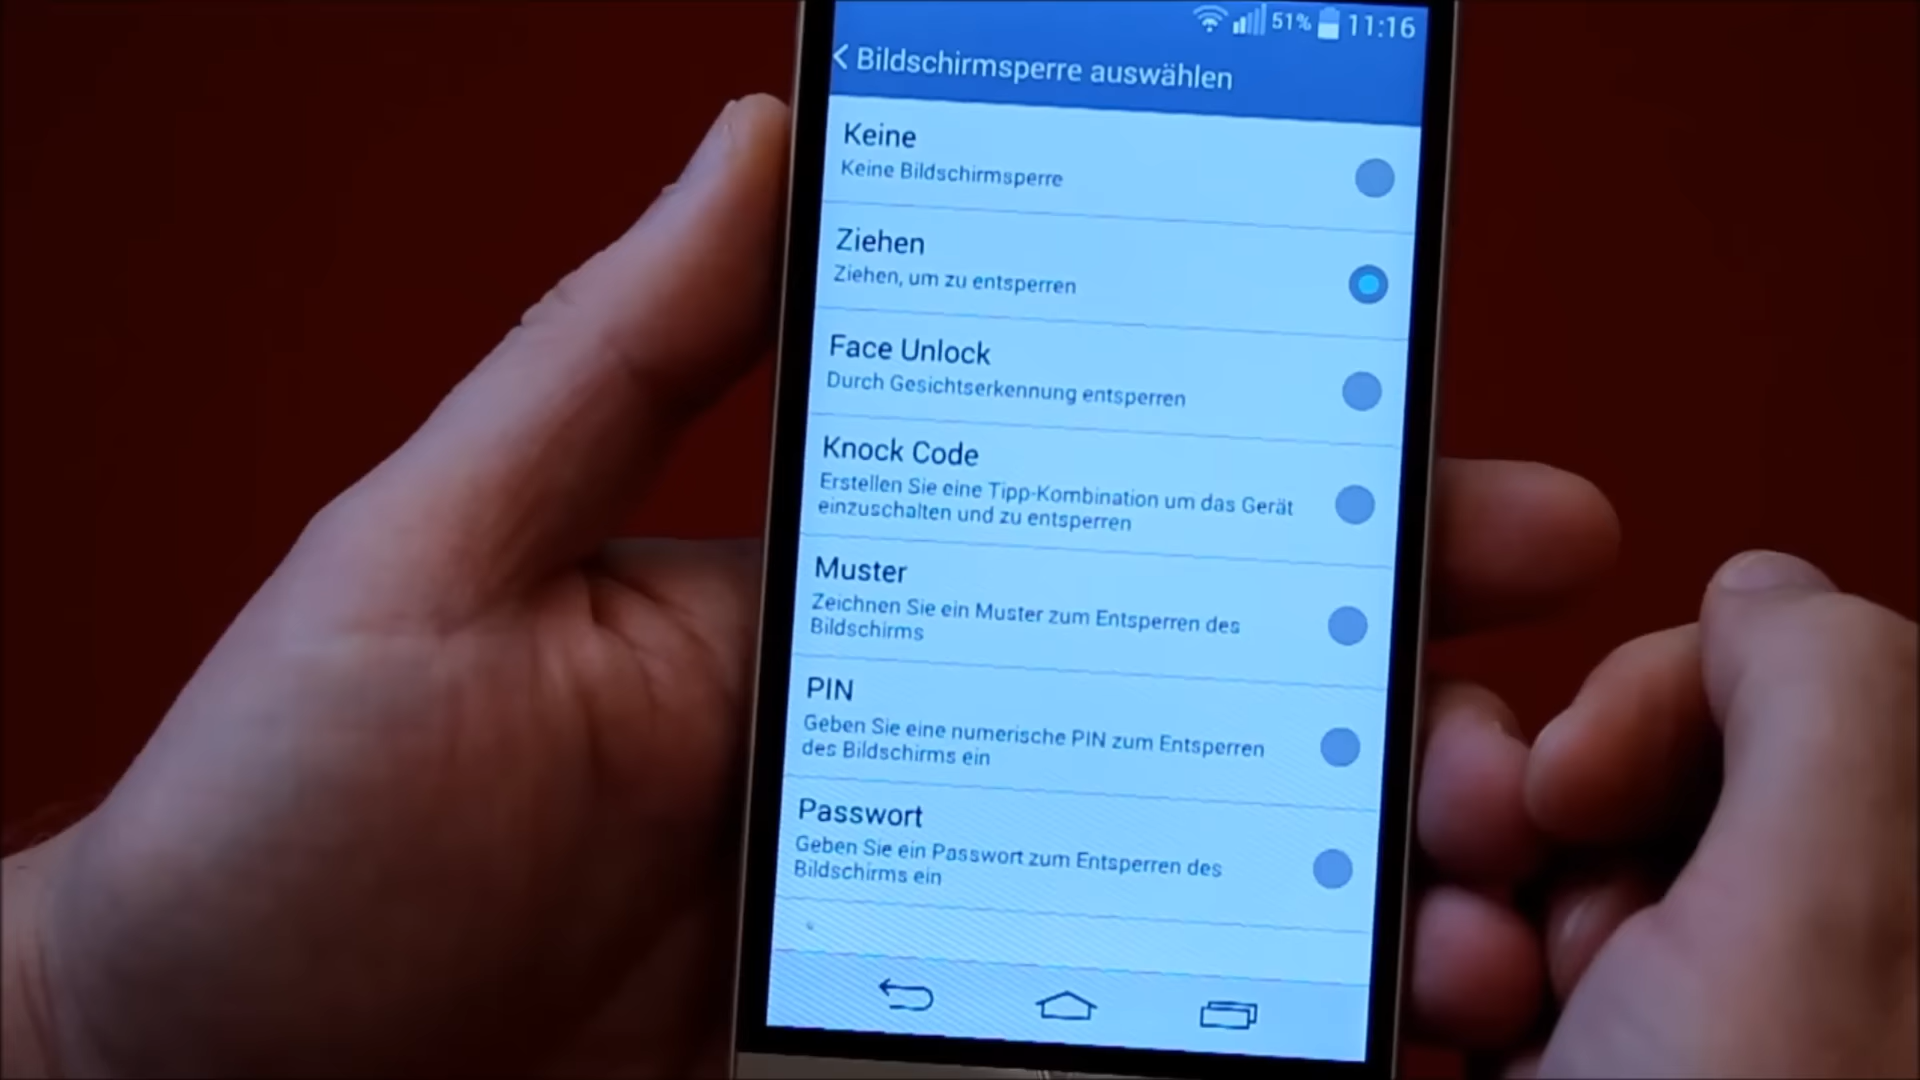 51% 11:16
Bildschirmsperre auswählen
Keine
Keine Bildschirmsperre
Ziehen
Ziehen, um zu entsperren
Face Unlock
Durch Gesichtserkennung entsperren
Knock Code
Erstellen Sie eine Tipp-Kombination um das Gerät
einzuschalten und zu entsperren
Muster
Zeichnen Sie ein Muster zum Entsperren des
Bildschirms
PIN
Geben Sie eine numerische PIN zum Entsperren
des Bildschirms ein
Passwort
Geben Sie ein Passwort zum Entsperren des
Bildschirms ein